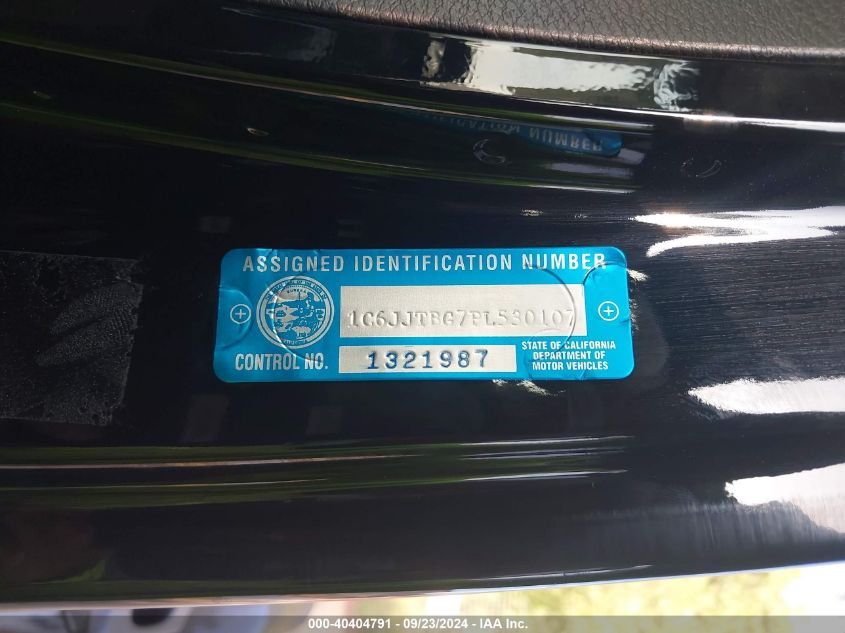 ASSIGNED IDENTIFICATION NUMBER
1C6JJTBG7PL530107
CONTROL NO. 1321987
STATE OF CALIFORNIA
DEPARTMENT OF
MOTOR VEHICLES
000-40404791 - 09/23/2024 - IAA Inc.